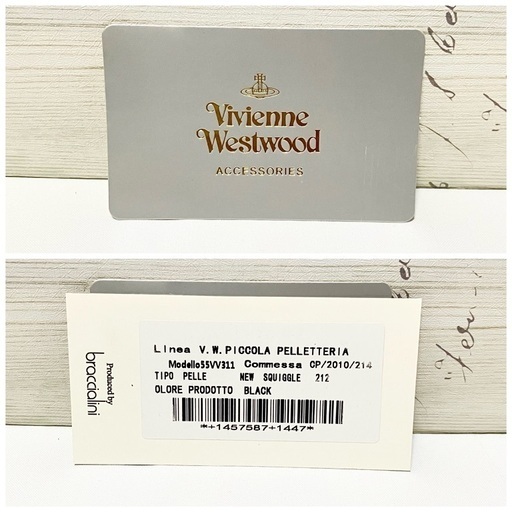 Vivienne
Westwood
ACCESSORIES
Produced by
braccialini
Linea V.W.PICCOLA PELLETTERIA
Modello55VV311 Commessa CP/2010/214
TIPO PELLE NEW SQUIGGLE 212
OLORE PRODOTTO BLACK
*+1457587+1447*